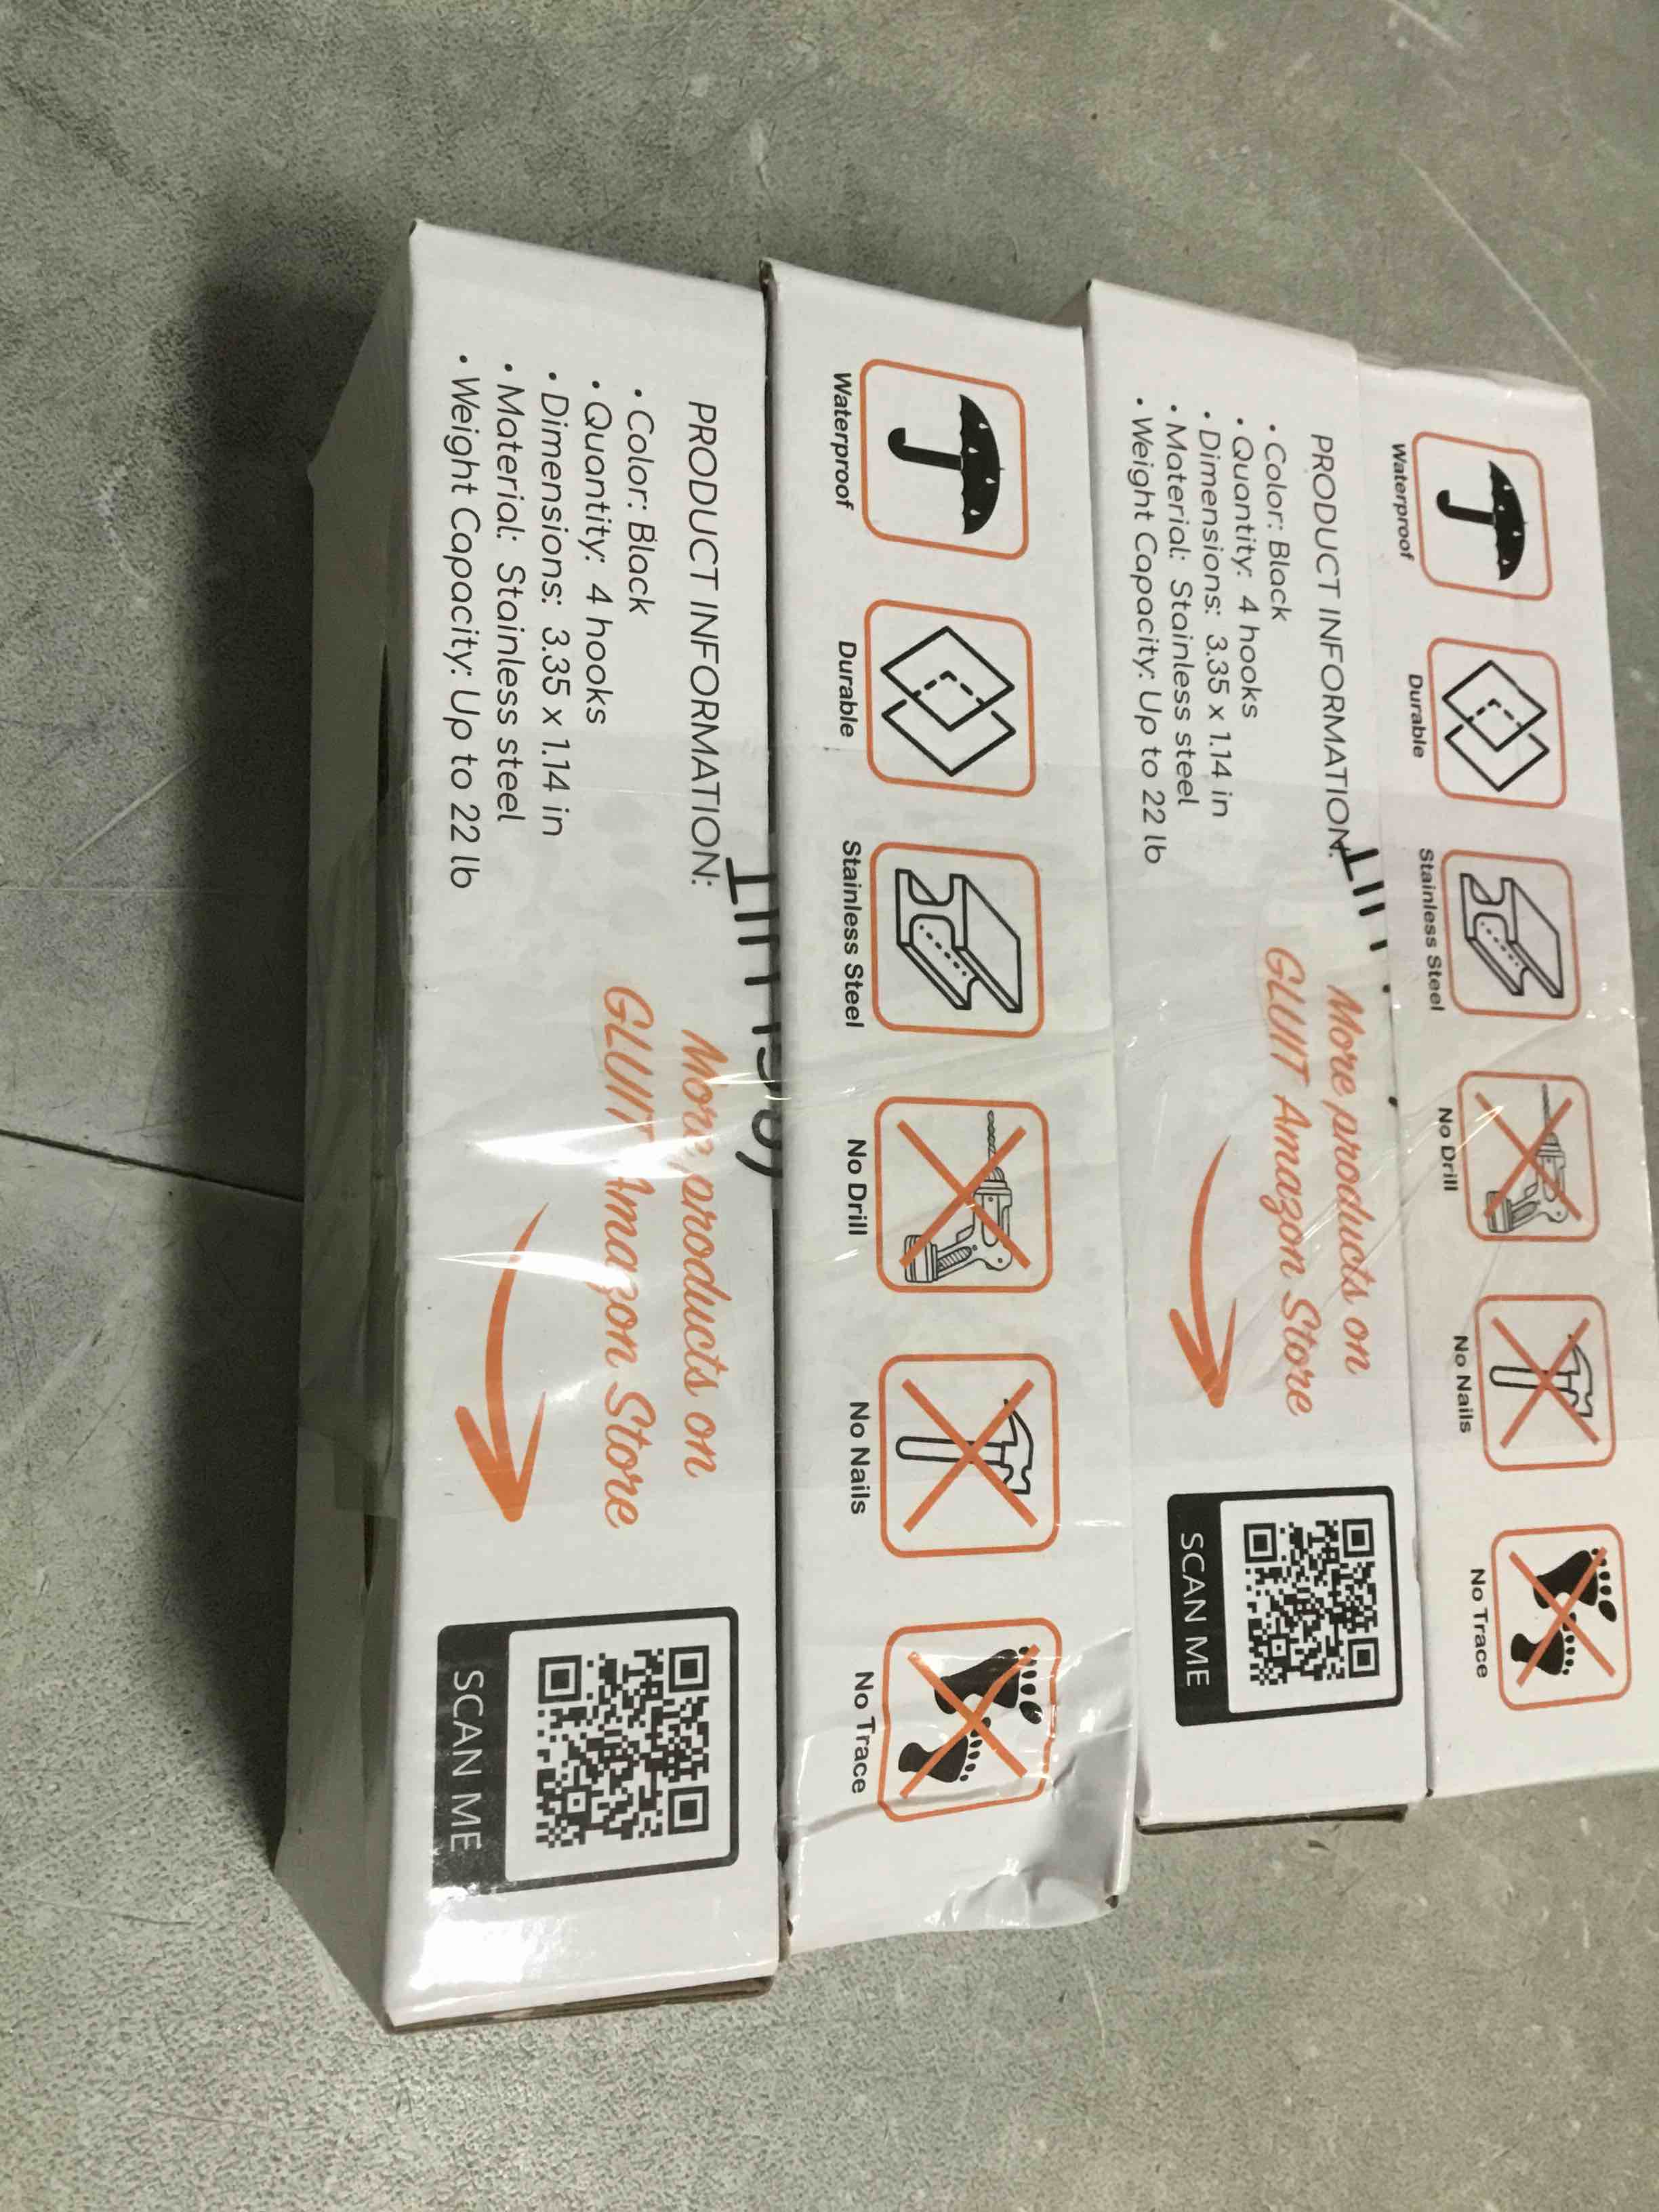 Waterproof
Durable
Stainless Steel
No Drill
No Nails
No Trace
PRODUCT INFORMATION:
• Color: Black
• Quantity: 4 hooks
• Dimensions: 3.35 x 1.14 in
• Material: Stainless steel
• Weight Capacity: Up to 22 lb
More products on
GLUIT Amazon Store
SCAN ME
Waterproof
Durable
Stainless Steel
No Drill
No Nails
No Trace
PRODUCT INFORMATION:
• Color: Black
• Quantity: 4 hooks
• Dimensions: 3.35 x 1.14 in
• Material: Stainless steel
• Weight Capacity: Up to 22 lb
More products on
GLUIT Amazon Store
SCAN ME